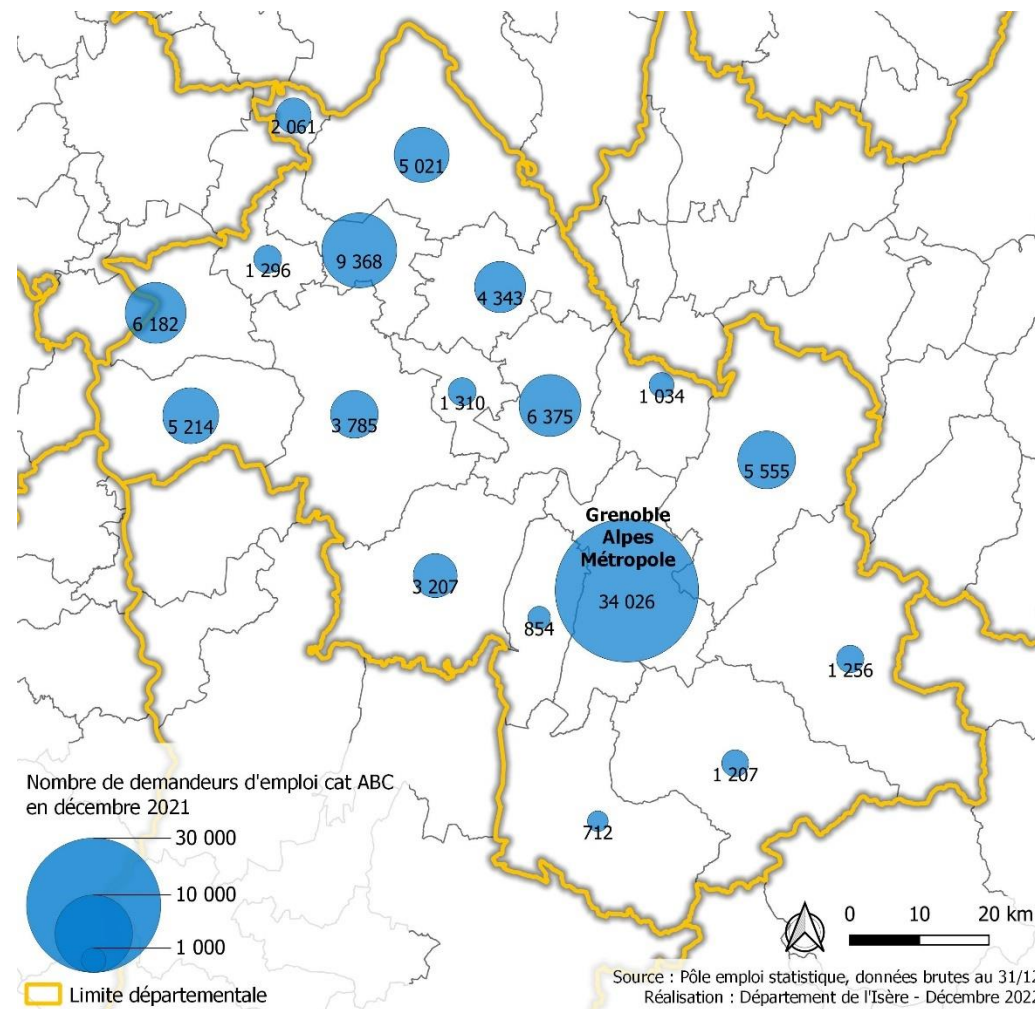 2 061
5 021
9 368
1 296
4 343
6 182
1 034
1 310
6 375
3 785
5 214
5 555
Grenoble
Alpes
Métropole
34 026
3 207
854
1 256
1 207
712
Nombre de demandeurs d'emploi cat ABC
en décembre 2021
30 000
10 000
1 000
Limite départementale
0 10 20 km
Source : Pôle emploi statistique, données brutes au 31/12
Réalisation : Département de l'Isère - Décembre 2022